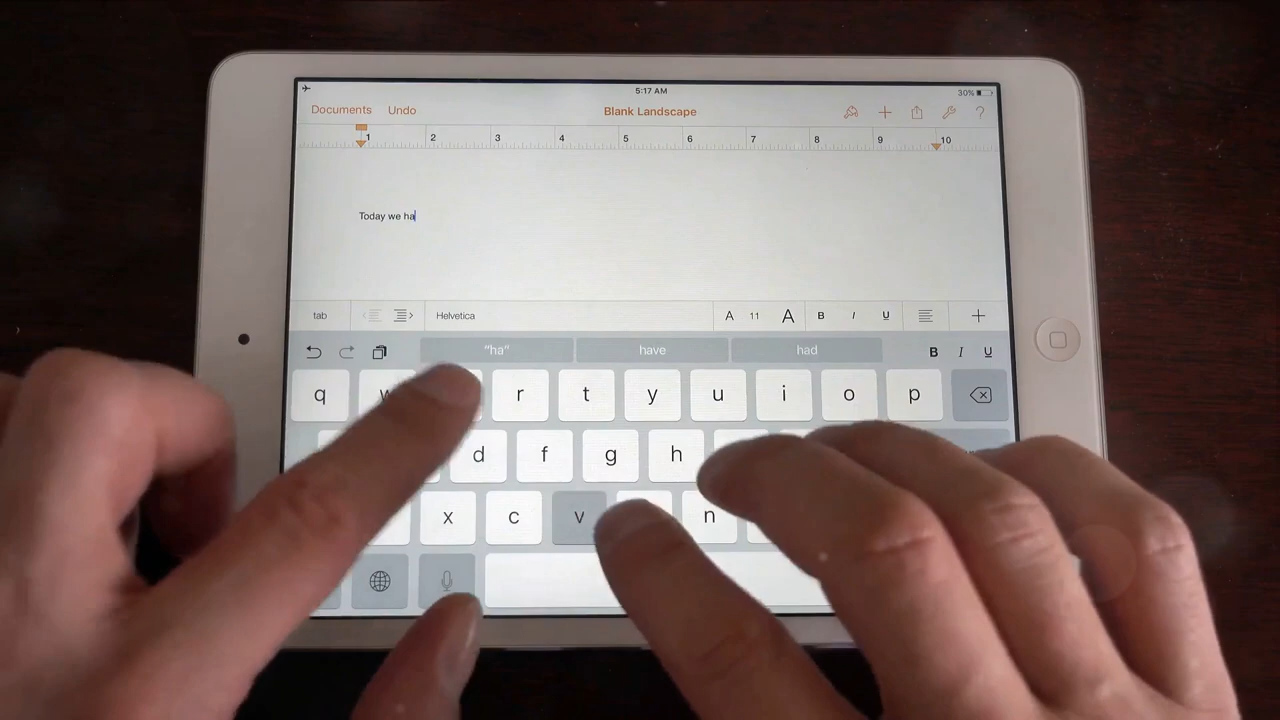 5:17 AM 30%
Documents Undo Blank Landscape ?
1 2 3 4 5 6 7 8 9 10
Today we ha
tab Helvetica A 11 A B I U
"ha" have had B I U
q w r t y u i o p
d f g h
x c v n